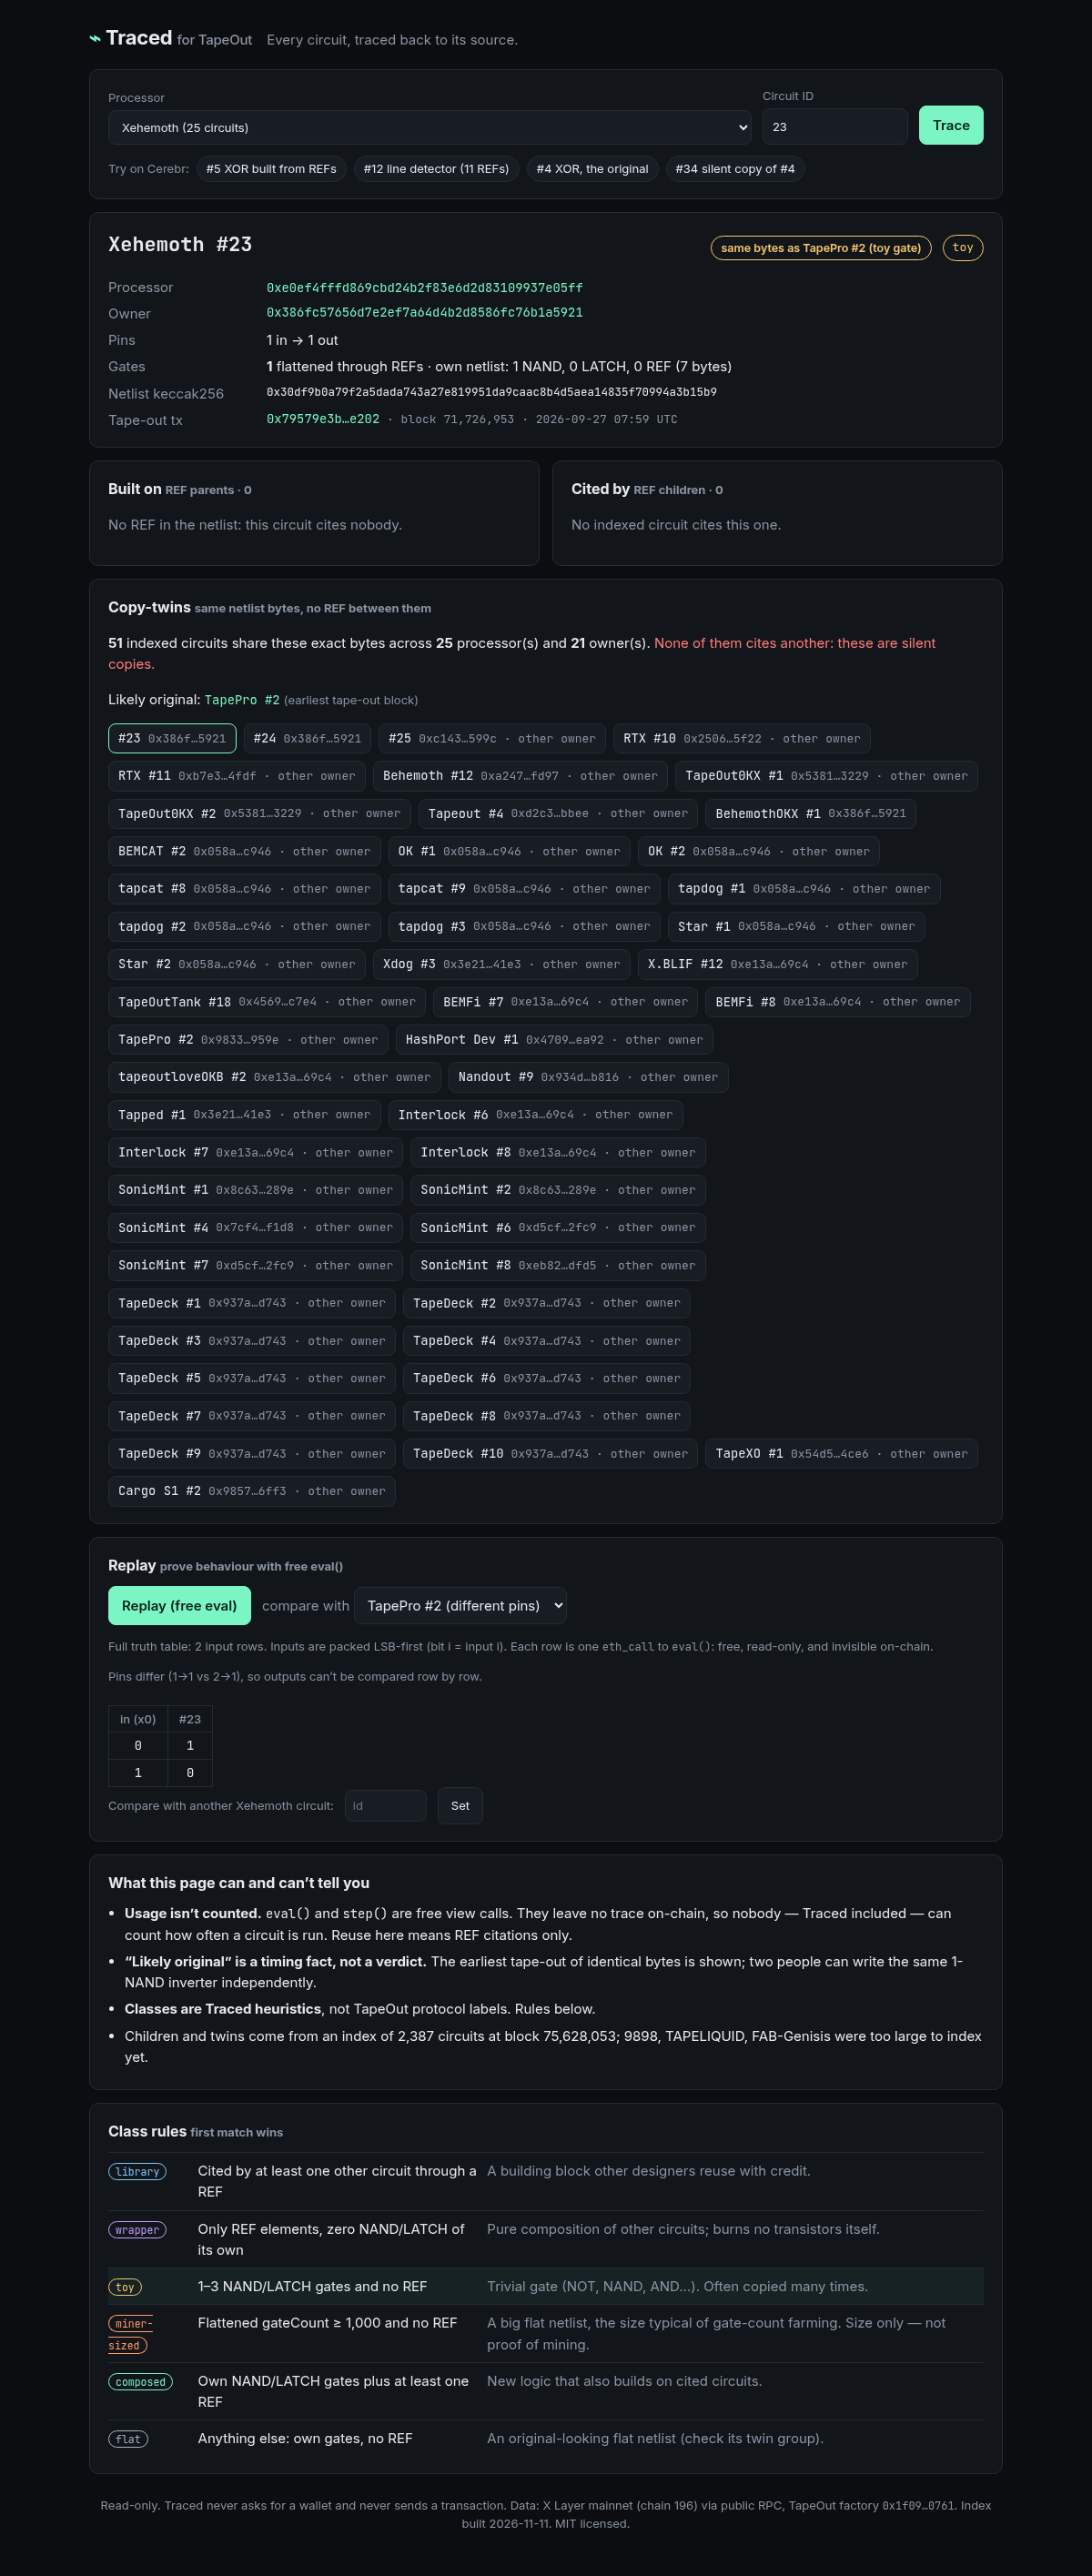 ⌁ Traced for TapeOut Every circuit, traced back to its source.
Processor
Circuit ID
Xehemoth (25 circuits)
23
Trace
Try on Cerebr: #5 XOR built from REFs #12 line detector (11 REFs) #4 XOR, the original #34 silent copy of #4
Xehemoth #23
same bytes as TapePro #2 (toy gate) toy
Processor 0xe0ef4fffd869cbd24b2f83e6d2d83109937e05ff
Owner 0x386fc57656d7e2ef7a64d4b2d8586fc76b1a5921
Pins 1 in → 1 out
Gates 1 flattened through REFs · own netlist: 1 NAND, 0 LATCH, 0 REF (7 bytes)
Netlist keccak256 0x30df9b0a79f2a5dada743a27e819951da9caac8b4d5aea14835f70994a3b15b9
Tape-out tx 0x79579e3b…e202 · block 71,726,953 · 2026-09-27 07:59 UTC
Built on REF parents · 0
No REF in the netlist: this circuit cites nobody.
Cited by REF children · 0
No indexed circuit cites this one.
Copy-twins same netlist bytes, no REF between them
51 indexed circuits share these exact bytes across 25 processor(s) and 21 owner(s). None of them cites another: these are silent
copies.
Likely original: TapePro #2 (earliest tape-out block)
#23 0x386f…5921 #24 0x386f…5921 #25 0xc143…599c · other owner RTX #10 0x2506…5f22 · other owner
RTX #11 0xb7e3…4fdf · other owner Behemoth #12 0xa247…fd97 · other owner TapeOut0KX #1 0x5381…3229 · other owner
TapeOut0KX #2 0x5381…3229 · other owner Tapeout #4 0xd2c3…bbee · other owner BehemothOKX #1 0x386f…5921
BEMCAT #2 0x058a…c946 · other owner OK #1 0x058a…c946 · other owner OK #2 0x058a…c946 · other owner
tapcat #8 0x058a…c946 · other owner tapcat #9 0x058a…c946 · other owner tapdog #1 0x058a…c946 · other owner
tapdog #2 0x058a…c946 · other owner tapdog #3 0x058a…c946 · other owner Star #1 0x058a…c946 · other owner
Star #2 0x058a…c946 · other owner Xdog #3 0x3e21…41e3 · other owner X.BLIF #12 0xe13a…69c4 · other owner
TapeOutTank #18 0x4569…c7e4 · other owner BEMFi #7 0xe13a…69c4 · other owner BEMFi #8 0xe13a…69c4 · other owner
TapePro #2 0x9833…959e · other owner HashPort Dev #1 0x4709…ea92 · other owner
tapeoutloveOKB #2 0xe13a…69c4 · other owner Nandout #9 0x934d…b816 · other owner
Tapped #1 0x3e21…41e3 · other owner Interlock #6 0xe13a…69c4 · other owner
Interlock #7 0xe13a…69c4 · other owner Interlock #8 0xe13a…69c4 · other owner
SonicMint #1 0x8c63…289e · other owner SonicMint #2 0x8c63…289e · other owner
SonicMint #4 0x7cf4…f1d8 · other owner SonicMint #6 0xd5cf…2fc9 · other owner
SonicMint #7 0xd5cf…2fc9 · other owner SonicMint #8 0xeb82…dfd5 · other owner
TapeDeck #1 0x937a…d743 · other owner TapeDeck #2 0x937a…d743 · other owner
TapeDeck #3 0x937a…d743 · other owner TapeDeck #4 0x937a…d743 · other owner
TapeDeck #5 0x937a…d743 · other owner TapeDeck #6 0x937a…d743 · other owner
TapeDeck #7 0x937a…d743 · other owner TapeDeck #8 0x937a…d743 · other owner
TapeDeck #9 0x937a…d743 · other owner TapeDeck #10 0x937a…d743 · other owner TapeXO #1 0x54d5…4ce6 · other owner
Cargo S1 #2 0x9857…6ff3 · other owner
Replay prove behaviour with free eval()
Replay (free eval) compare with TapePro #2 (different pins)
Full truth table: 2 input rows. Inputs are packed LSB-first (bit i = input i). Each row is one eth_call to eval(): free, read-only, and invisible on-chain.
Pins differ (1→1 vs 2→1), so outputs can’t be compared row by row.
in (x0) #23
0 1
1 0
Compare with another Xehemoth circuit: id Set
What this page can and can’t tell you
• Usage isn’t counted. eval() and step() are free view calls. They leave no trace on-chain, so nobody — Traced included — can
count how often a circuit is run. Reuse here means REF citations only.
• “Likely original” is a timing fact, not a verdict. The earliest tape-out of identical bytes is shown; two people can write the same 1-
NAND inverter independently.
• Classes are Traced heuristics, not TapeOut protocol labels. Rules below.
• Children and twins come from an index of 2,387 circuits at block 75,628,053; 9898, TAPELIQUID, FAB-Genisis were too large to index
yet.
Class rules first match wins
library Cited by at least one other circuit through a A building block other designers reuse with credit.
REF
wrapper Only REF elements, zero NAND/LATCH of Pure composition of other circuits; burns no transistors itself.
its own
toy 1–3 NAND/LATCH gates and no REF Trivial gate (NOT, NAND, AND…). Often copied many times.
miner- Flattened gateCount ≥ 1,000 and no REF A big flat netlist, the size typical of gate-count farming. Size only — not
sized proof of mining.
composed Own NAND/LATCH gates plus at least one New logic that also builds on cited circuits.
REF
flat Anything else: own gates, no REF An original-looking flat netlist (check its twin group).
Read-only. Traced never asks for a wallet and never sends a transaction. Data: X Layer mainnet (chain 196) via public RPC, TapeOut factory 0x1f09…0761. Index
built 2026-11-11. MIT licensed.